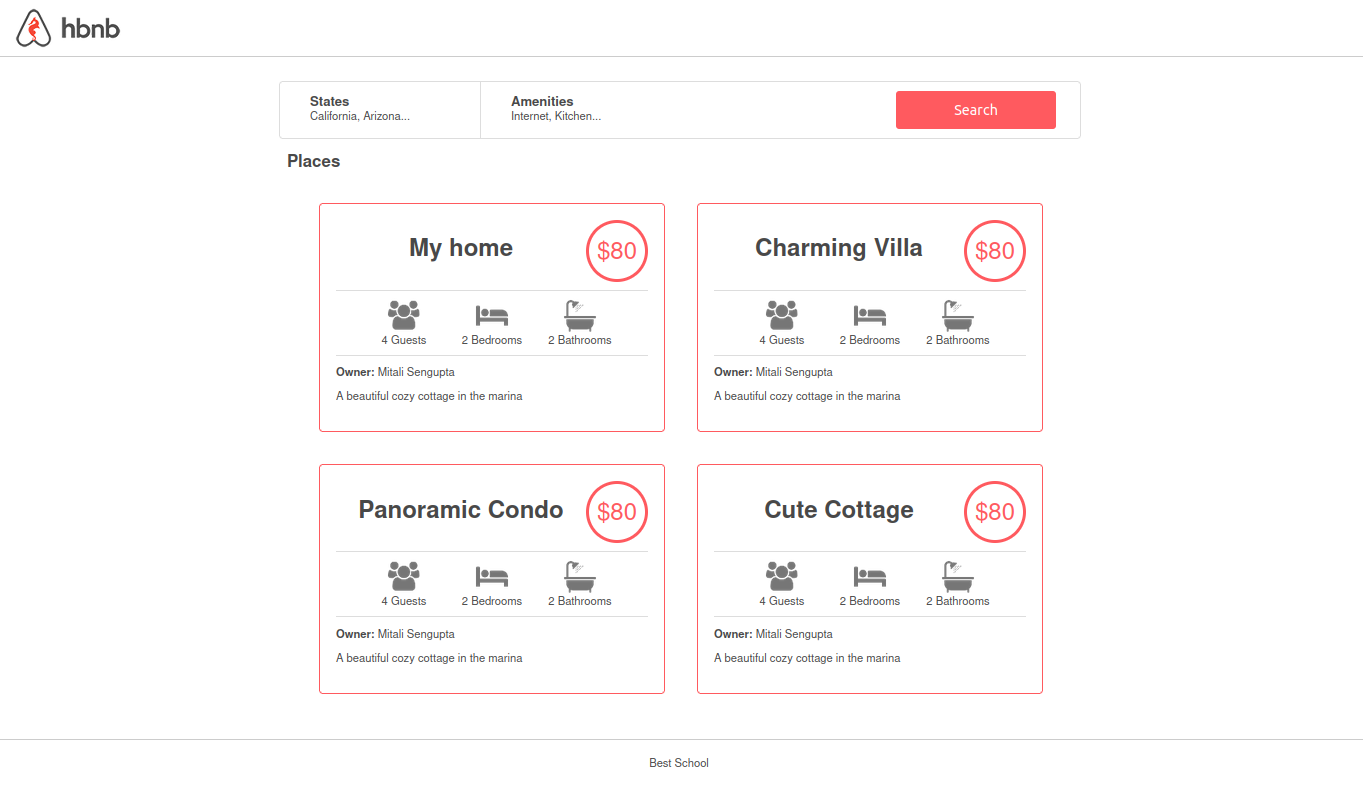 hbnb
States
California, Arizona...
Amenities
Internet, Kitchen...
Search
Places
My home
$80
4 Guests
2 Bedrooms
2 Bathrooms
Owner: Mitali Sengupta
A beautiful cozy cottage in the marina
Charming Villa
$80
4 Guests
2 Bedrooms
2 Bathrooms
Owner: Mitali Sengupta
A beautiful cozy cottage in the marina
Panoramic Condo
$80
4 Guests
2 Bedrooms
2 Bathrooms
Owner: Mitali Sengupta
A beautiful cozy cottage in the marina
Cute Cottage
$80
4 Guests
2 Bedrooms
2 Bathrooms
Owner: Mitali Sengupta
A beautiful cozy cottage in the marina
Best School